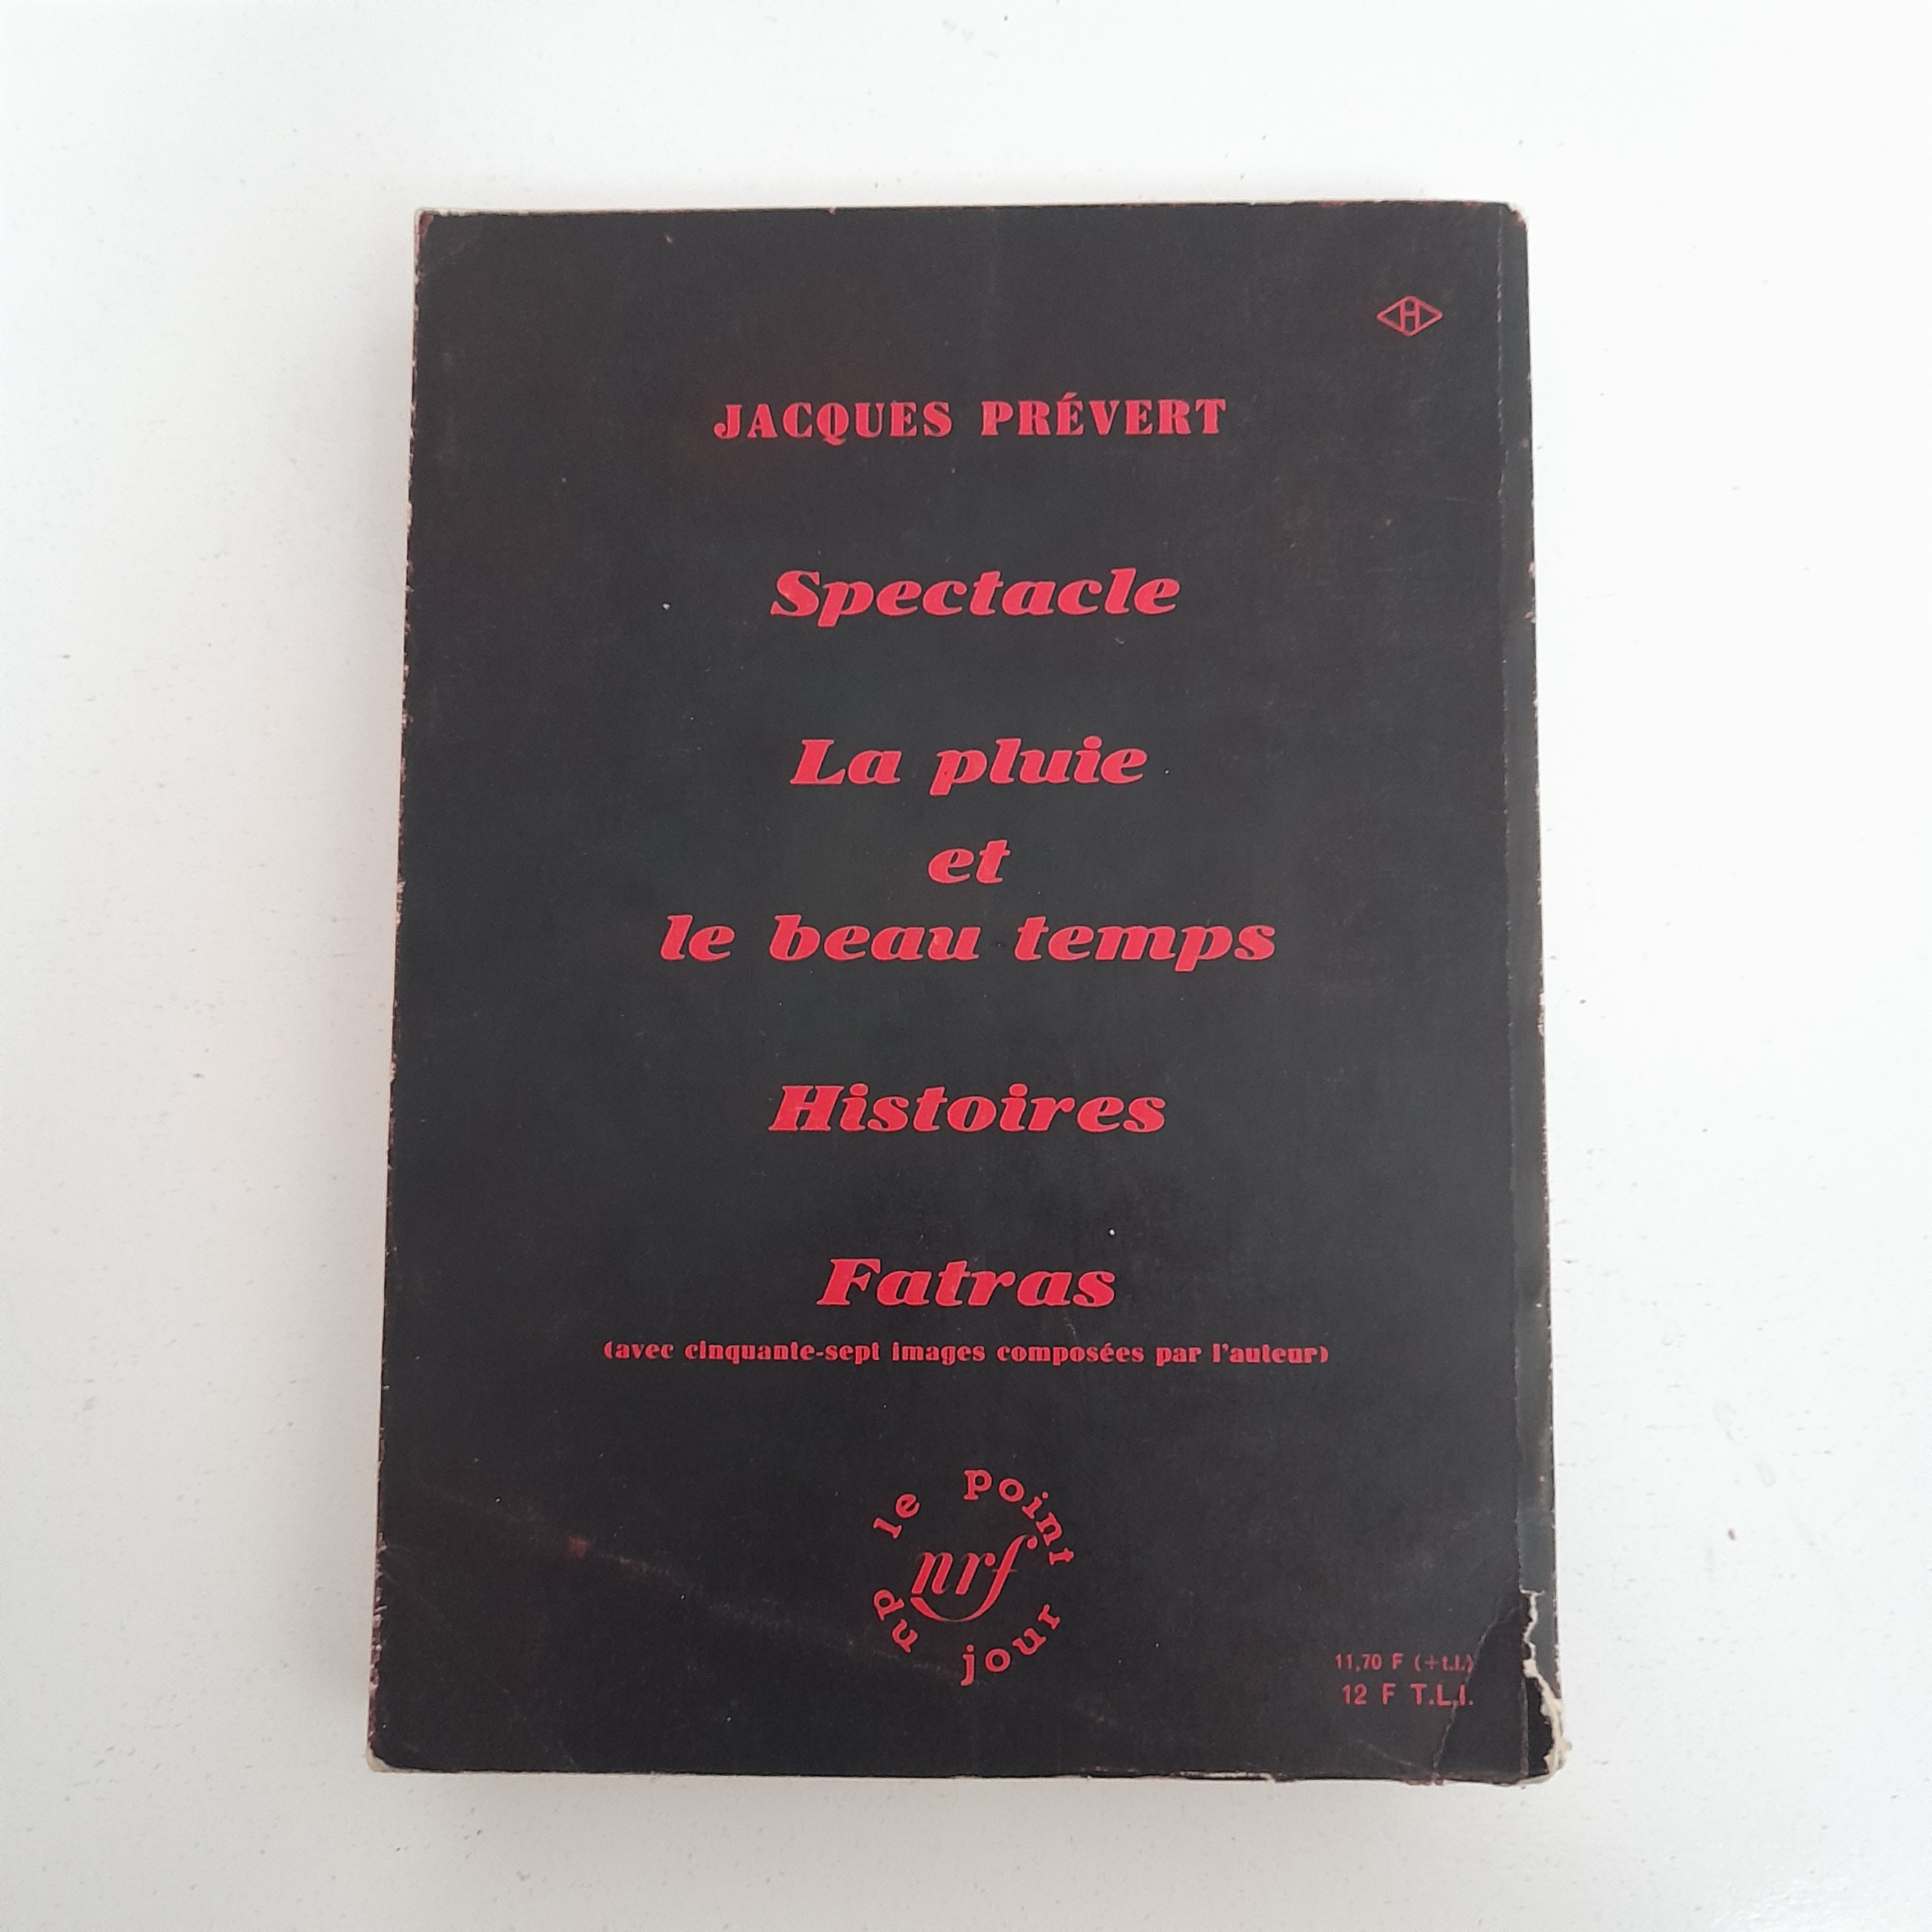 H
JACQUES PRÉVERT
Spectacle
La pluie
et
le beau temps
Histoires
Fatras
(avec cinquante-sept images composées par l'auteur)
le point du jour
nrf
11,70 F (+t.l.)
12 F T.L.I.